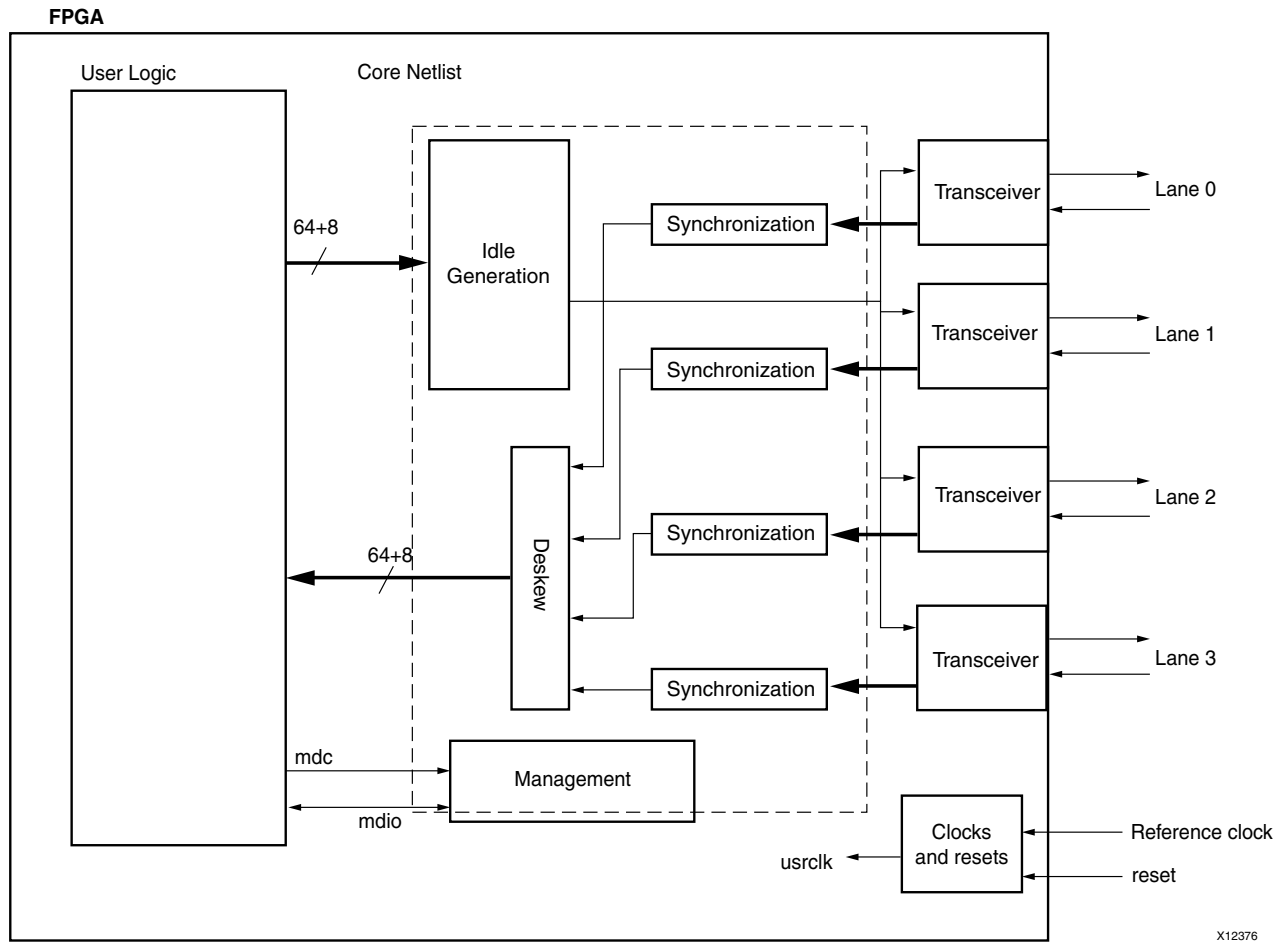 FPGA
User Logic
Core Netlist
Transceiver
Lane 0
Synchronization
64+8
Idle
Generation
Transceiver
Lane 1
Synchronization
Transceiver
Lane 2
Synchronization
64+8
Deskew
Transceiver
Lane 3
Synchronization
mdc
Management
mdio
Clocks
and resets
Reference clock
usrclk
reset
X12376